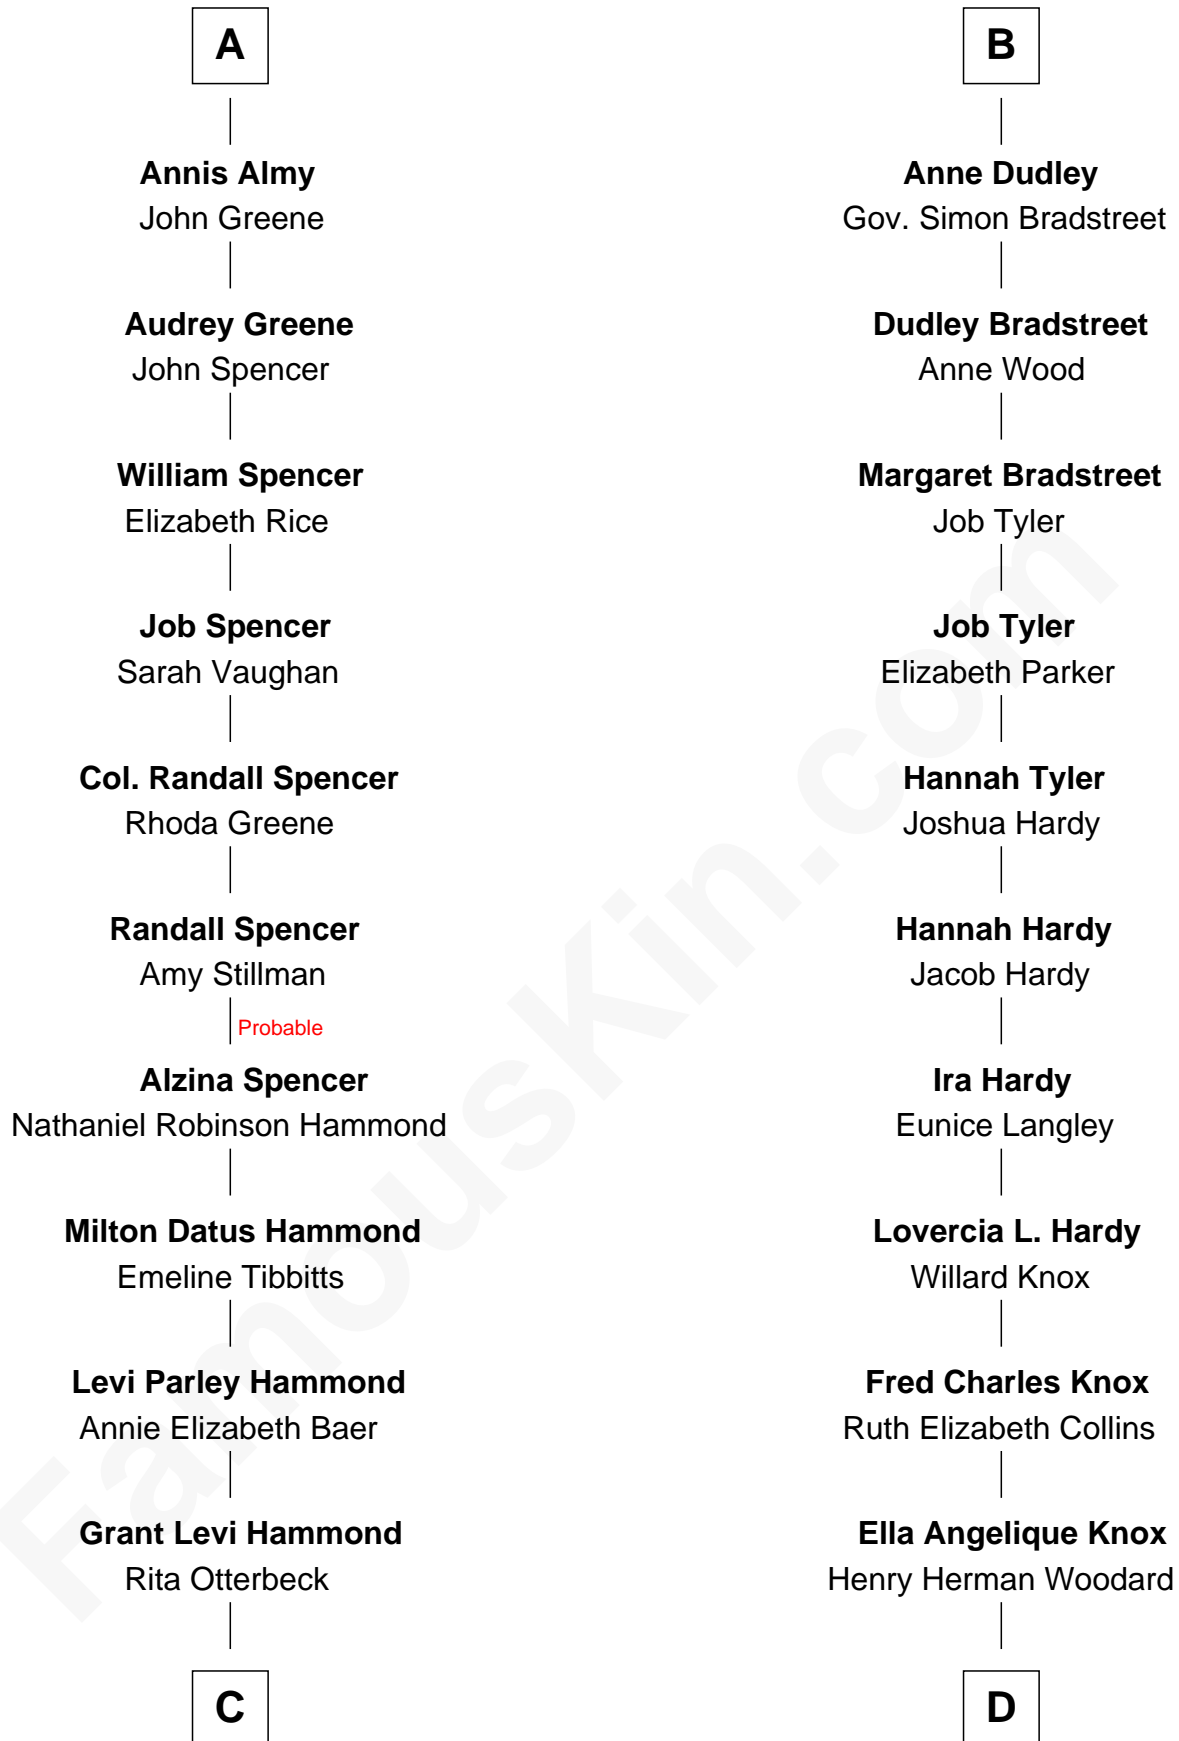 A
Annis Almy
John Greene
Audrey Greene
John Spencer
William Spencer
Elizabeth Rice
Job Spencer
Sarah Vaughan
Col. Randall Spencer
Rhoda Greene
Randall Spencer
Amy Stillman
Probable
Alzina Spencer
Nathaniel Robinson Hammond
Milton Datus Hammond
Emeline Tibbitts
Levi Parley Hammond
Annie Elizabeth Baer
Grant Levi Hammond
Rita Otterbeck
C
B
Anne Dudley
Gov. Simon Bradstreet
Dudley Bradstreet
Anne Wood
Margaret Bradstreet
Job Tyler
Job Tyler
Elizabeth Parker
Hannah Tyler
Joshua Hardy
Hannah Hardy
Jacob Hardy
Ira Hardy
Eunice Langley
Lovercia L. Hardy
Willard Knox
Fred Charles Knox
Ruth Elizabeth Collins
Ella Angelique Knox
Henry Herman Woodard
D
FamousKin.com